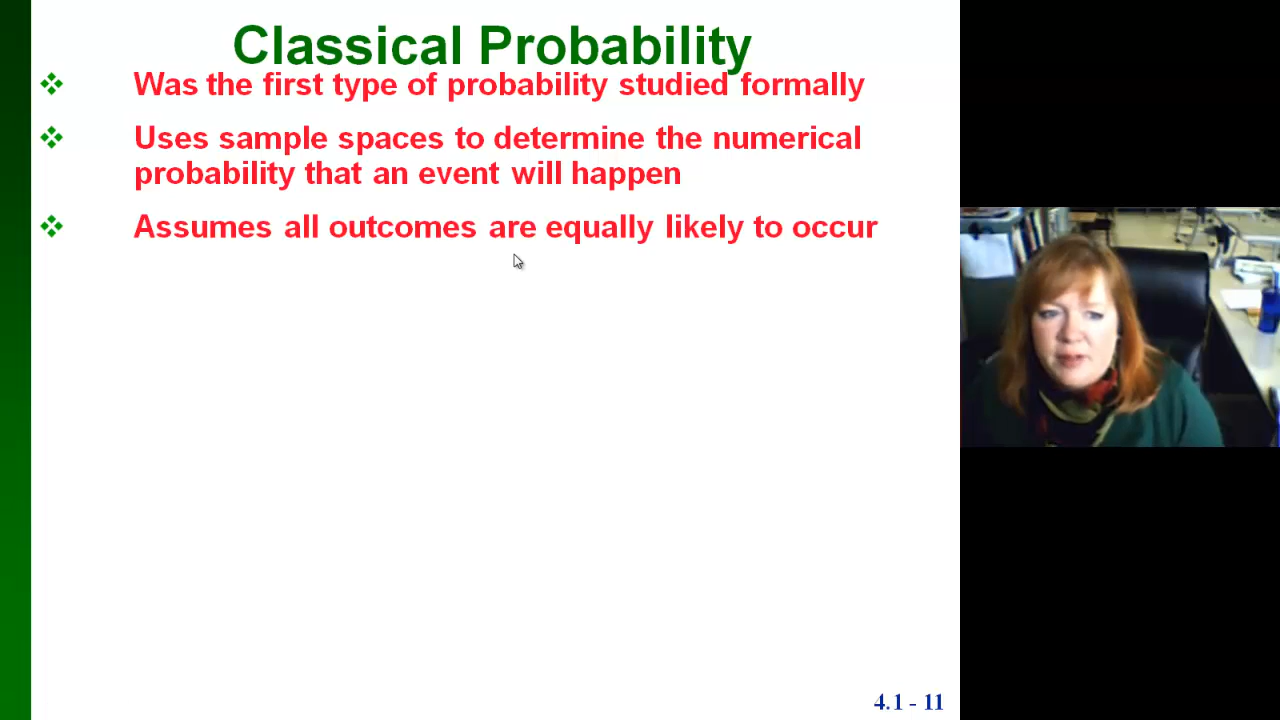 Classical Probability
Was the first type of probability studied formally
Uses sample spaces to determine the numerical
probability that an event will happen
Assumes all outcomes are equally likely to occur
4.1 - 11